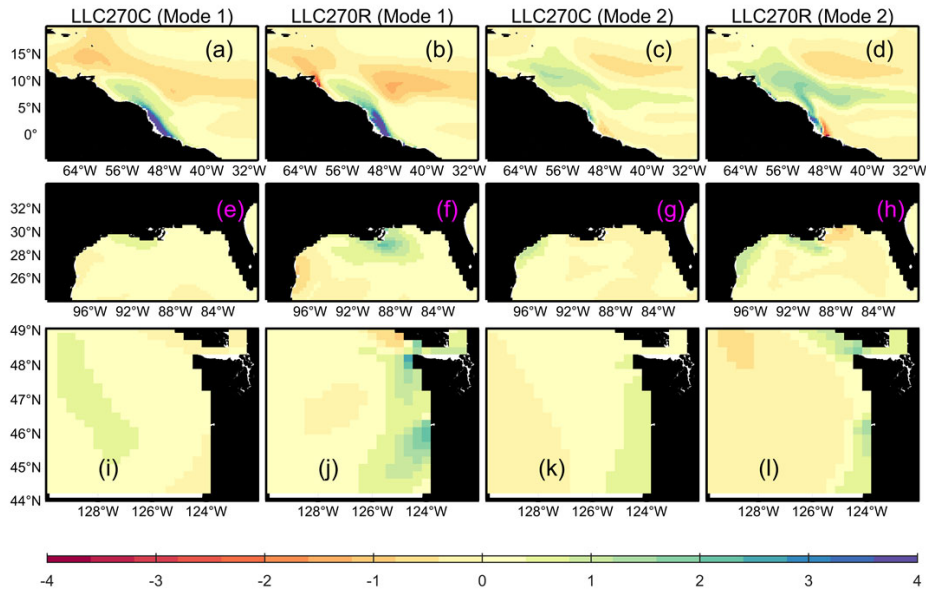 LLC270C (Mode 1) LLC270R (Mode 1) LLC270C (Mode 2) LLC270R (Mode 2)
(a) (b) (c) (d)
15°N
10°N
5°N
0°
64°W 56°W 48°W 40°W 32°W 64°W 56°W 48°W 40°W 32°W 64°W 56°W 48°W 40°W 32°W 64°W 56°W 48°W 40°W 32°W
(e) (f) (g) (h)
32°N
30°N
28°N
26°N
96°W 92°W 88°W 84°W 96°W 92°W 88°W 84°W 96°W 92°W 88°W 84°W 96°W 92°W 88°W 84°W
49°N
48°N
47°N
46°N
45°N
44°N
(i) (j) (k) (l)
128°W 126°W 124°W 128°W 126°W 124°W 128°W 126°W 124°W 128°W 126°W 124°W
-4 -3 -2 -1 0 1 2 3 4